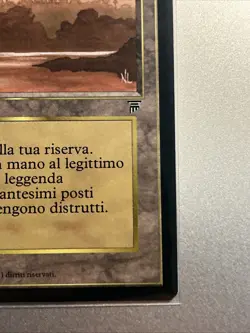 lla tua riserva.
mano al legittimo
leggenda
antesimi posti
engono distrutti.
) diritti riservati.